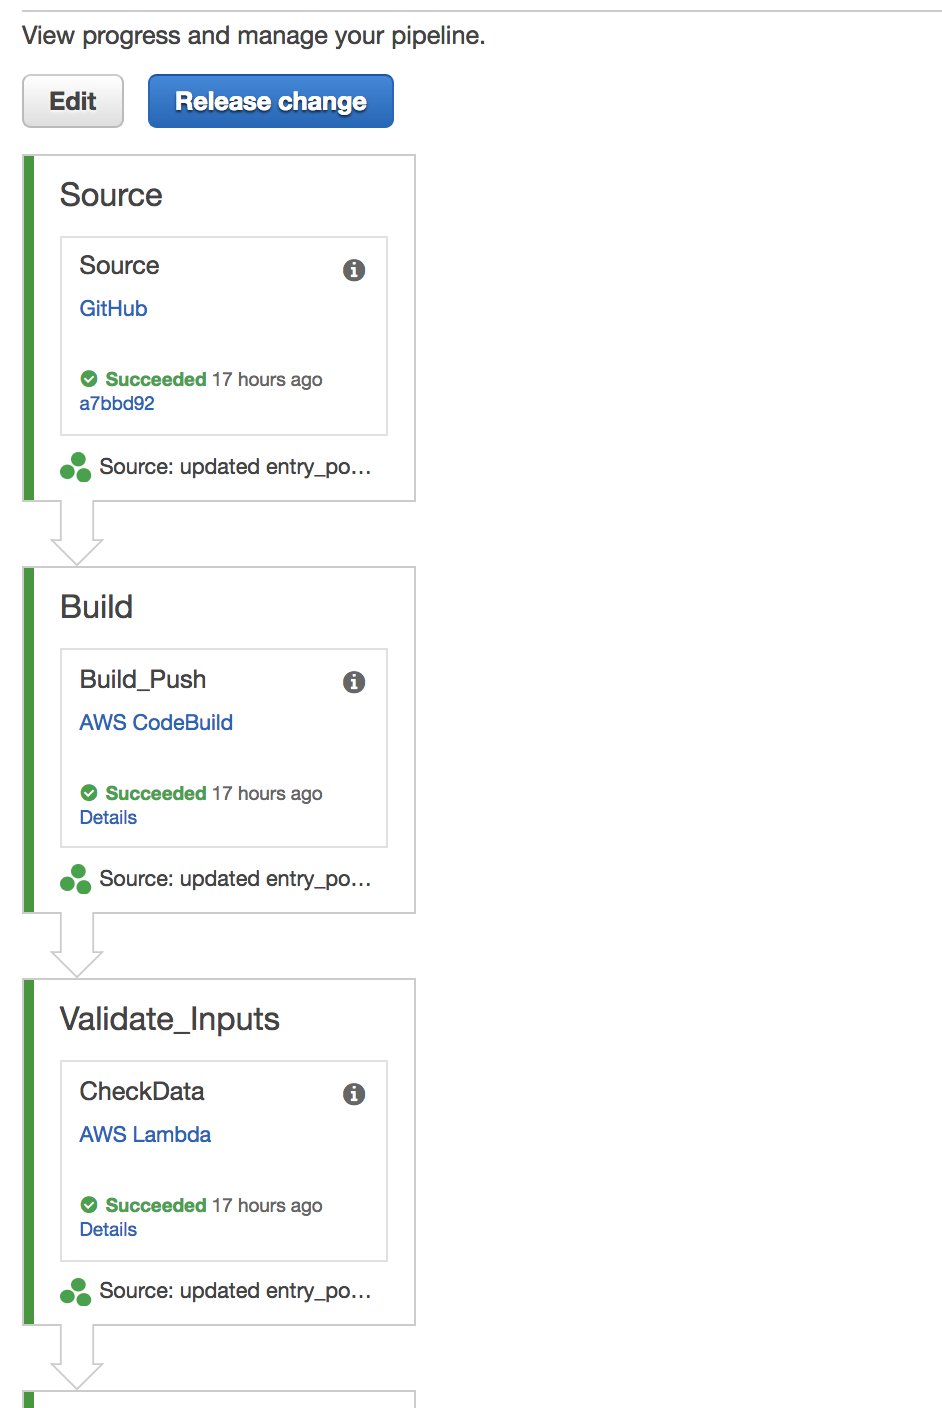 View progress and manage your pipeline.
Edit
Release change
Source
Source
GitHub
Succeeded 17 hours ago
a7bbd92
Source: updated entry_po...
Build
Build_Push
AWS CodeBuild
Succeeded 17 hours ago
Details
Source: updated entry_po...
Validate_Inputs
CheckData
AWS Lambda
Succeeded 17 hours ago
Details
Source: updated entry_po...